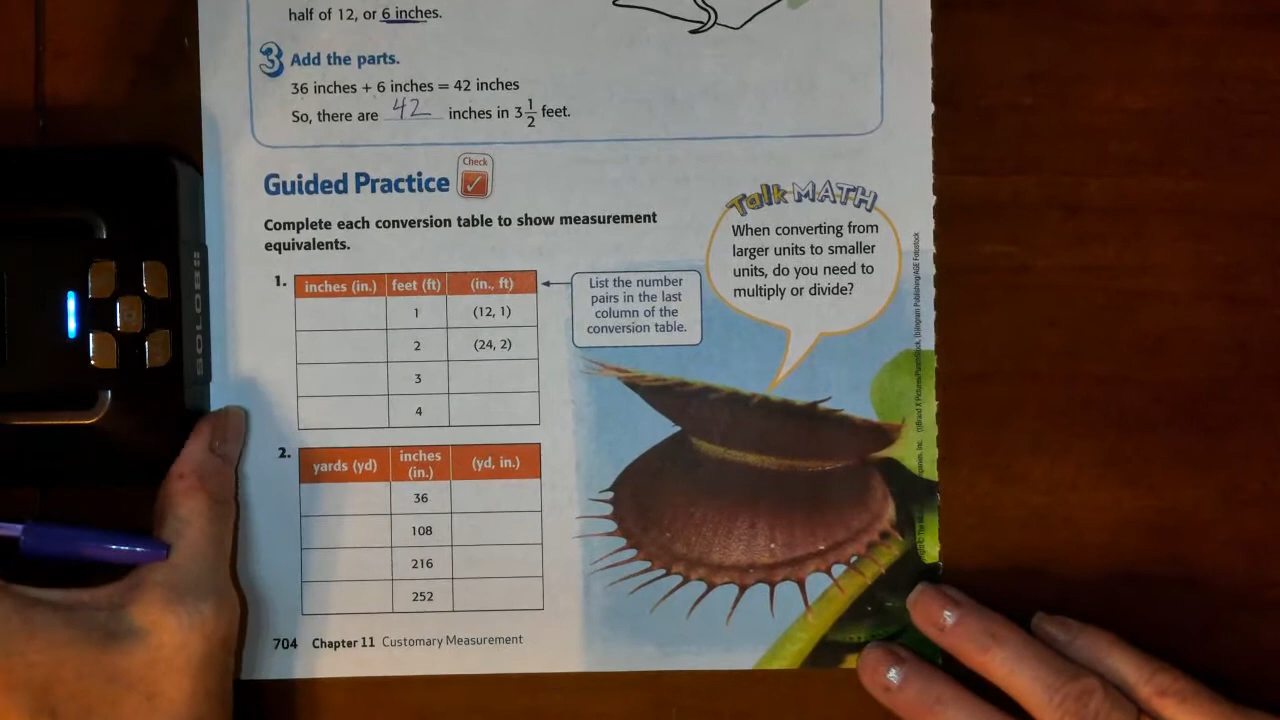 half of 12, or 6 inches.
3 Add the parts.
36 inches + 6 inches = 42 inches
So, there are 42 inches in 3 1/2 feet.
Guided Practice
Check
Complete each conversion table to show measurement
equivalents.
1.
inches (in.) feet (ft) (in., ft)
1 (12, 1)
2 (24, 2)
3
4
List the number
pairs in the last
column of the
conversion table.
Talk MATH
When converting from
larger units to smaller
units, do you need to
multiply or divide?
2.
yards (yd) inches (in.) (yd, in.)
36
108
216
252
704 Chapter 11 Customary Measurement
SOLO8